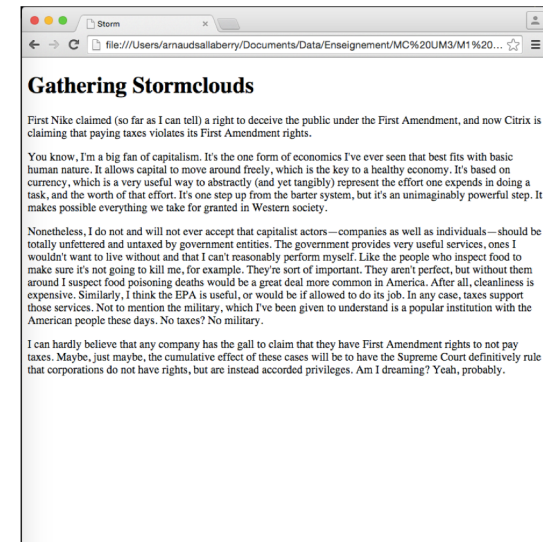 Storm
file:///Users/arnaudsallaberry/Documents/Data/Enseignement/MC%20UM3/M1%20...
Gathering Stormclouds
First Nike claimed (so far as I can tell) a right to deceive the public under the First Amendment, and now Citrix is
claiming that paying taxes violates its First Amendment rights.
You know, I'm a big fan of capitalism. It's the one form of economics I've ever seen that best fits with basic
human nature. It allows capital to move around freely, which is the key to a healthy economy. It's based on
currency, which is a very useful way to abstractly (and yet tangibly) represent the effort one expends in doing a
task, and the worth of that effort. It's one step up from the barter system, but it's an unimaginably powerful step. It
makes possible everything we take for granted in Western society.
Nonetheless, I do not and will not ever accept that capitalist actors—companies as well as individuals—should be
totally unfettered and untaxed by government entities. The government provides very useful services, ones I
wouldn't want to live without and that I can't reasonably perform myself. Like the people who inspect food to
make sure it's not going to kill me, for example. They're sort of important. They aren't perfect, but without them
around I suspect food poisoning deaths would be a great deal more common in America. After all, cleanliness is
expensive. Similarly, I think the EPA is useful, or would be if allowed to do its job. In any case, taxes support
those services. Not to mention the military, which I've been given to understand is a popular institution with the
American people these days. No taxes? No military.
I can hardly believe that any company has the gall to claim that they have First Amendment rights to not pay
taxes. Maybe, just maybe, the cumulative effect of these cases will be to have the Supreme Court definitively rule
that corporations do not have rights, but are instead accorded privileges. Am I dreaming? Yeah, probably.